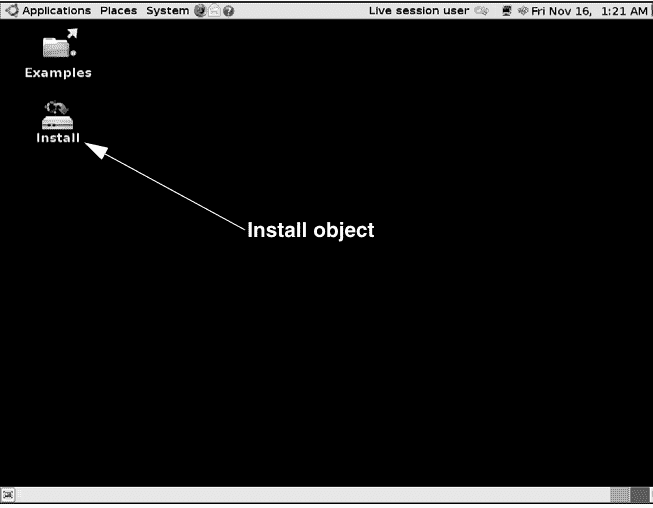 Applications Places System
Live session user
Fri Nov 16, 1:21 AM
Examples
Install
Install object